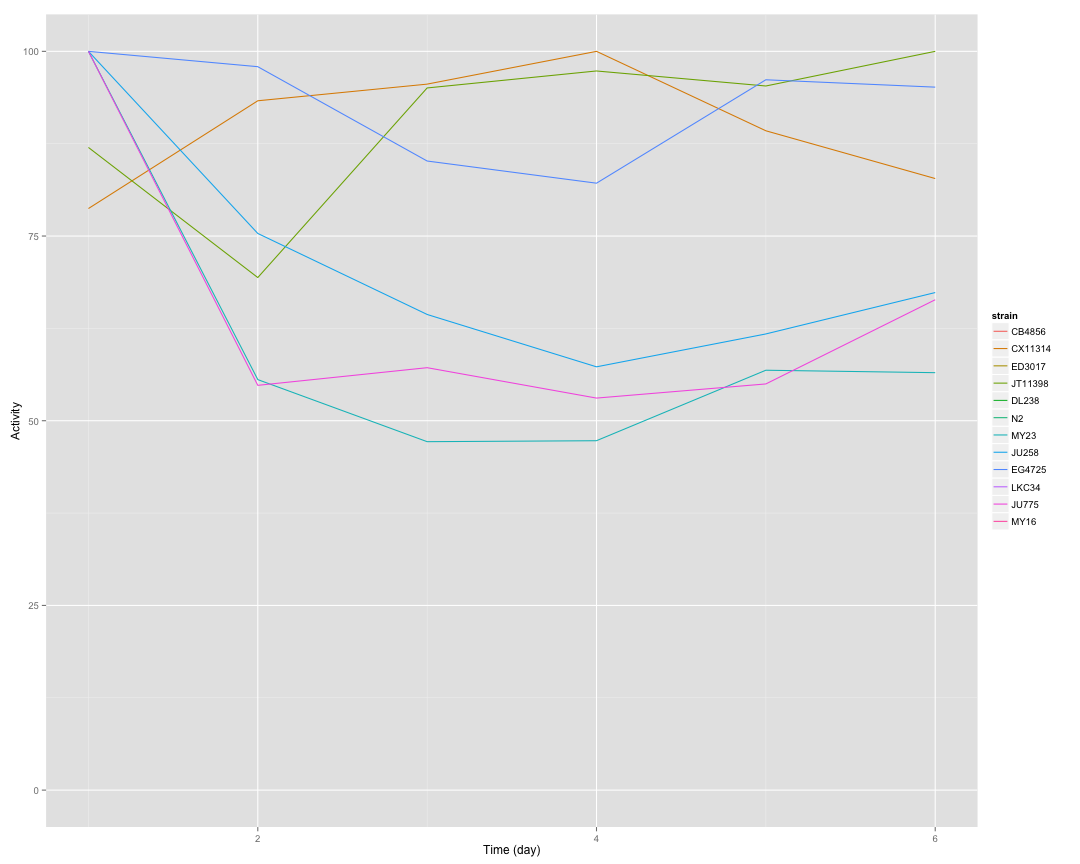 100
75
50
25
0
Activity
2
4
6
Time (day)
strain
CB4856
CX11314
ED3017
JT11398
DL238
N2
MY23
JU258
EG4725
LKC34
JU775
MY16